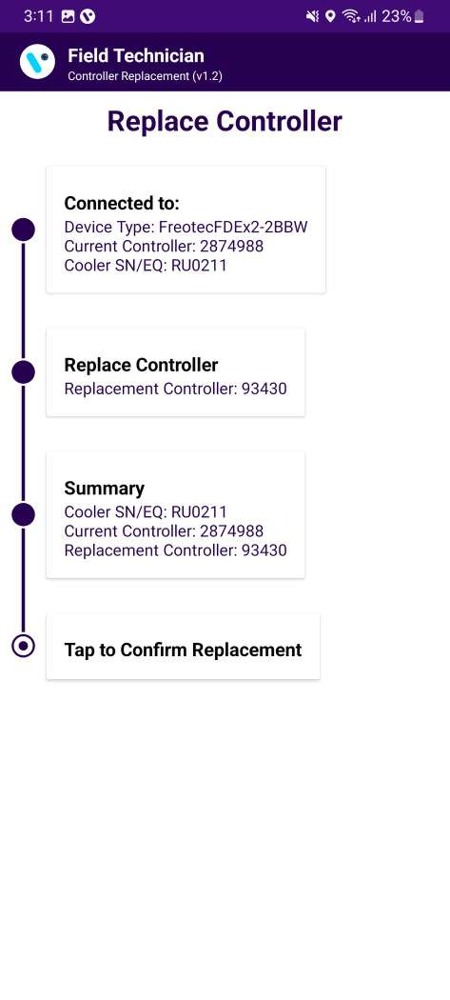 3:11
23%
Field Technician
Controller Replacement (v1.2)
Replace Controller
Connected to:
Device Type: FreotecFDEx2-2BBW
Current Controller: 2874988
Cooler SN/EQ: RU0211
Replace Controller
Replacement Controller: 93430
Summary
Cooler SN/EQ: RU0211
Current Controller: 2874988
Replacement Controller: 93430
Tap to Confirm Replacement